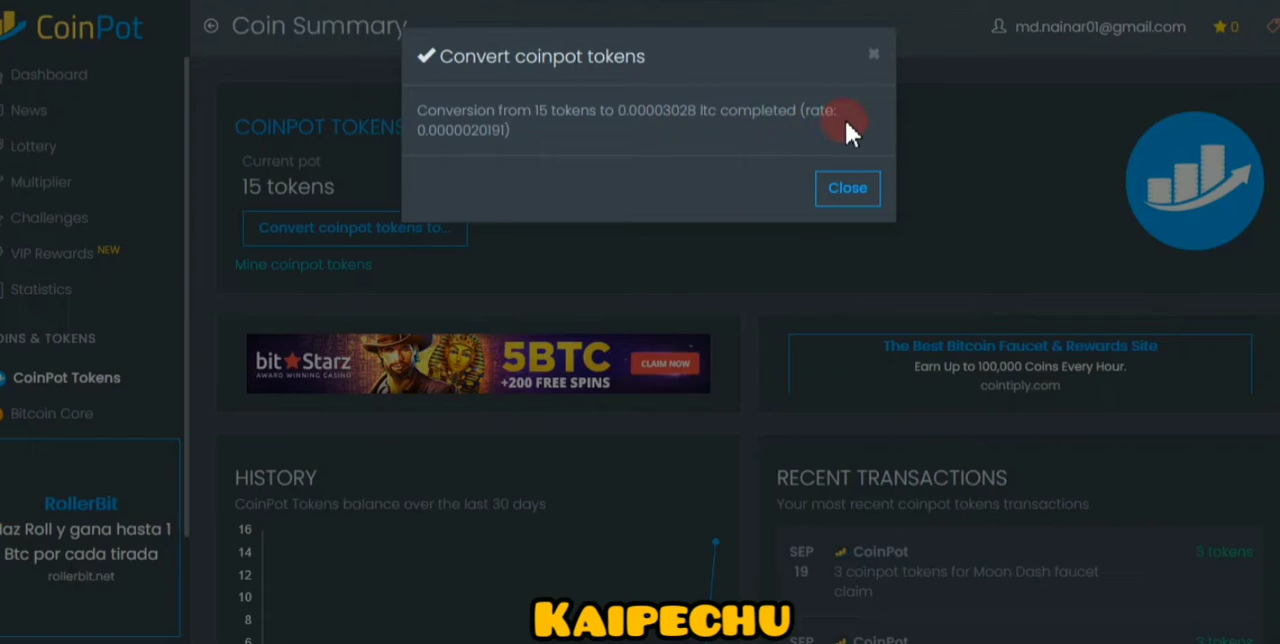 CoinPot
Coin Summary
md.nainar01@gmail.com
0
Dashboard
News
Lottery
Multiplier
Challenges
VIP Rewards NEW
Statistics
COINS & TOKENS
CoinPot Tokens
Bitcoin Core
RollerBit
Haz Roll y gana hasta 1
Btc por cada tirada
rollerbit.net
Convert coinpot tokens
Conversion from 15 tokens to 0.00003028 ltc completed (rate:
0.0000020191)
Close
COINPOT TOKENS
Current pot
15 tokens
Convert coinpot tokens to...
Mine coinpot tokens
bitStarz
AWARD WINNING CASINO
5BTC
+200 FREE SPINS
CLAIM NOW
The Best Bitcoin Faucet & Rewards Site
Earn Up to 100,000 Coins Every Hour.
cointiply.com
HISTORY
CoinPot Tokens balance over the last 30 days
16
14
12
10
8
6
RECENT TRANSACTIONS
Your most recent coinpot tokens transactions
SEP
19
CoinPot
3 tokens
3 coinpot tokens for Moon Dash faucet
claim
SEP
CoinPot
3 tokens
KAIPECHU